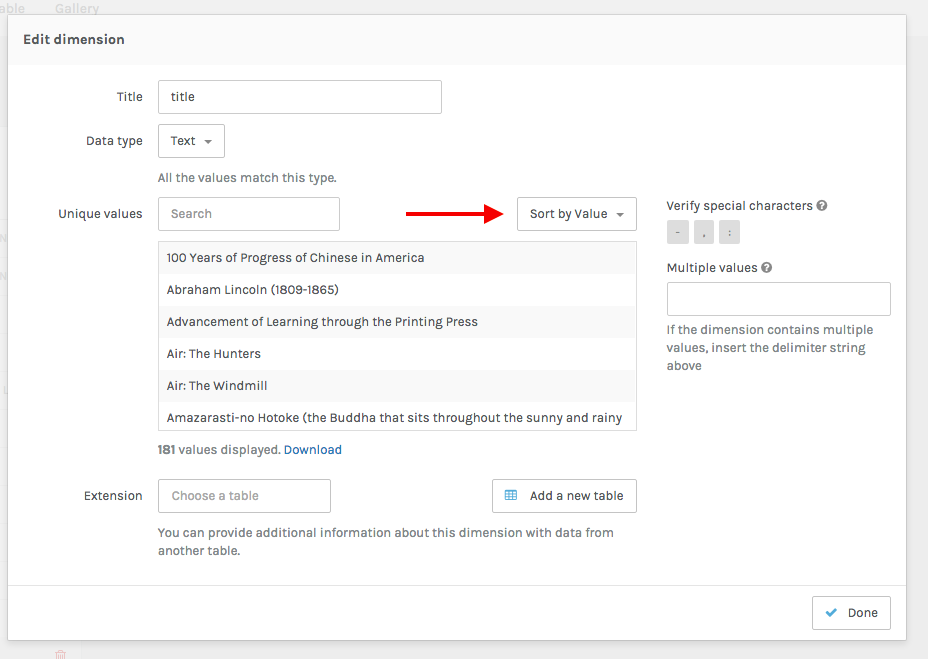 able Gallery
Edit dimension
Title title
Data type Text
All the values match this type.
Unique values Search Sort by Value
Verify special characters ?
- , :
Multiple values ?
If the dimension contains multiple
values, insert the delimiter string
above
100 Years of Progress of Chinese in America
Abraham Lincoln (1809-1865)
Advancement of Learning through the Printing Press
Air: The Hunters
Air: The Windmill
Amazarasti-no Hotoke (the Buddha that sits throughout the sunny and rainy
181 values displayed. Download
Extension Choose a table Add a new table
You can provide additional information about this dimension with data from
another table.
Done